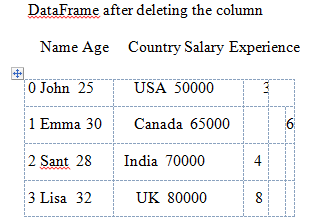 DataFrame after deleting the column
Name Age Country Salary Experience
0 John 25 USA 50000 3
1 Emma 30 Canada 65000 6
2 Sant 28 India 70000 4
3 Lisa 32 UK 80000 8